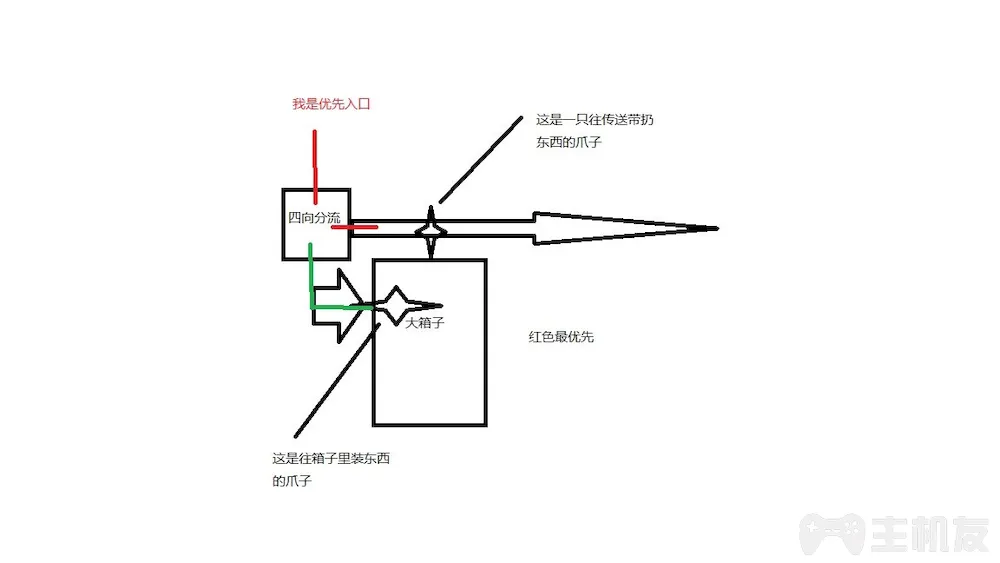 我是优先入口
这是一只往传送带扔
东西的爪子
四向分流
大箱子
红色最优先
这是往箱子里装东西
的爪子
主机友